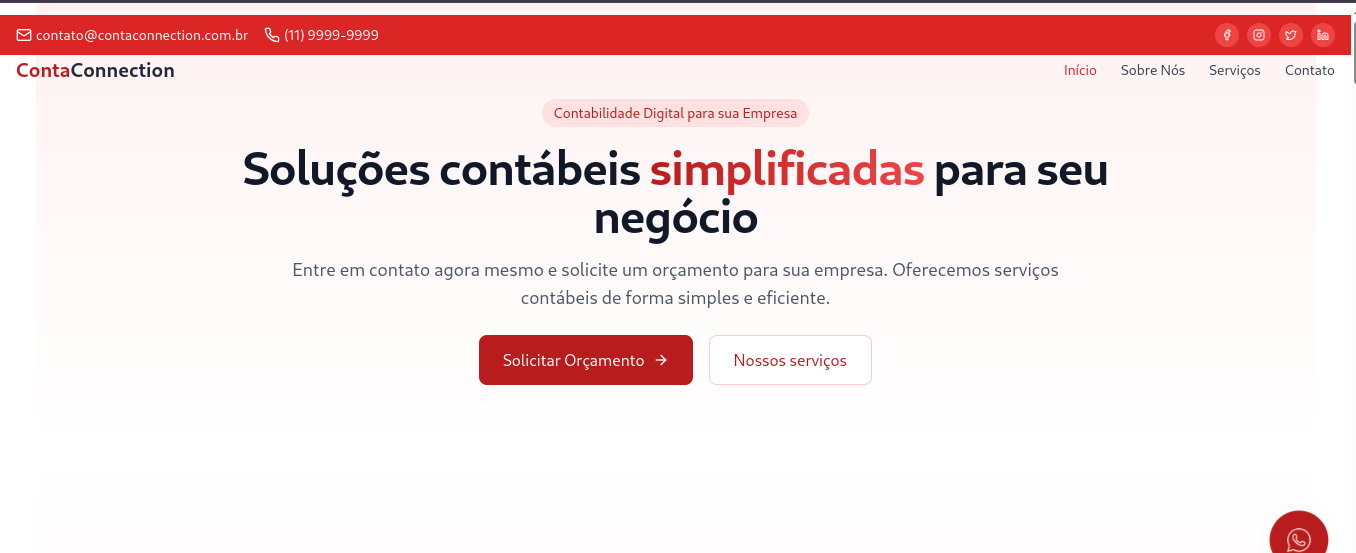 contato@contaconnection.com.br (11) 9999-9999
ContaConnection Início Sobre Nós Serviços Contato
Contabilidade Digital para sua Empresa
Soluções contábeis simplificadas para seu
negócio
Entre em contato agora mesmo e solicite um orçamento para sua empresa. Oferecemos serviços
contábeis de forma simples e eficiente.
Solicitar Orçamento Nossos serviços